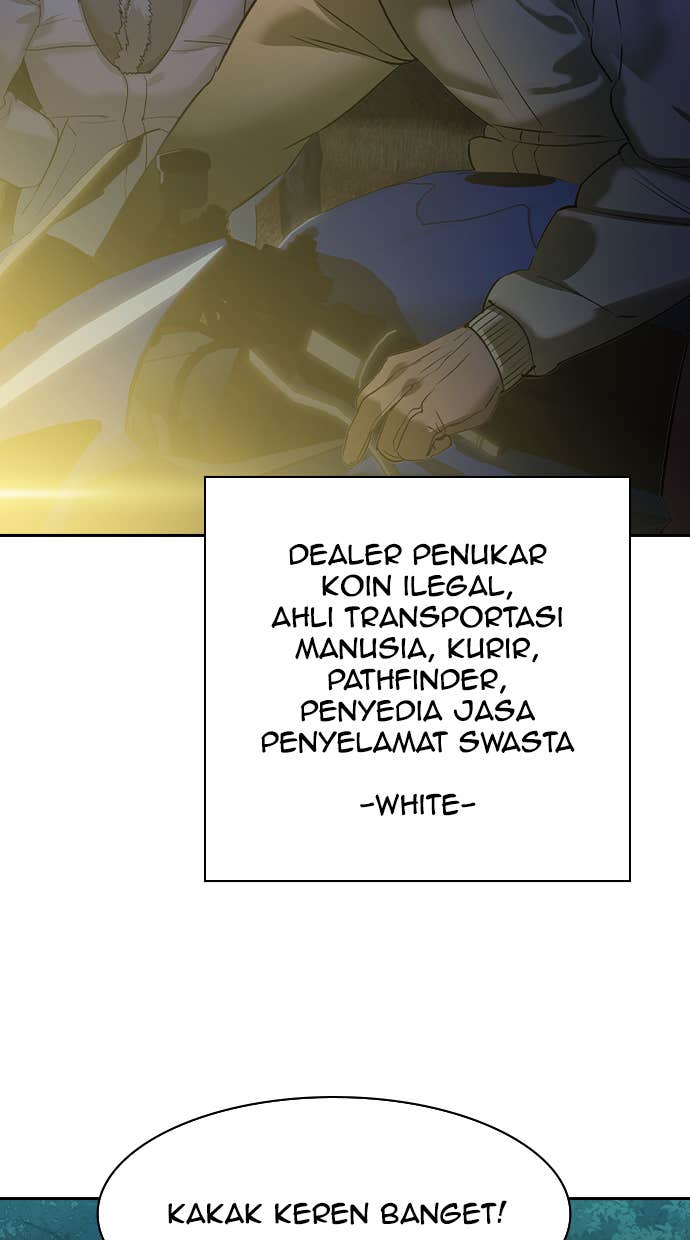 DEALER PENUKAR
KOIN ILEGAL,
AHLI TRANSPORTASI
MANUSIA, KURIR,
PATHFINDER,
PENYEDIA JASA
PENYELAMAT SWASTA
-WHITE-
KAKAK KEREN BANGET!